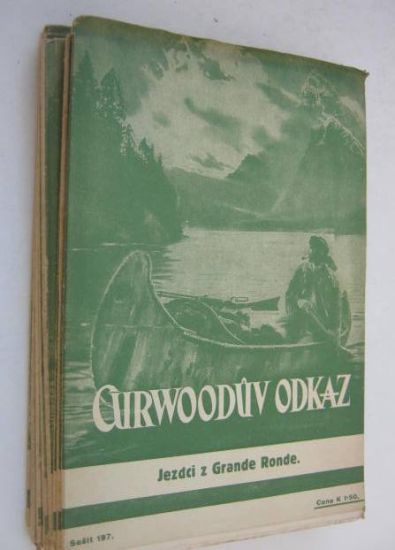 CURWOODŮV ODKAZ
Jezdci z Grande Ronde.
Sešit 197.
Cena K 1·50.